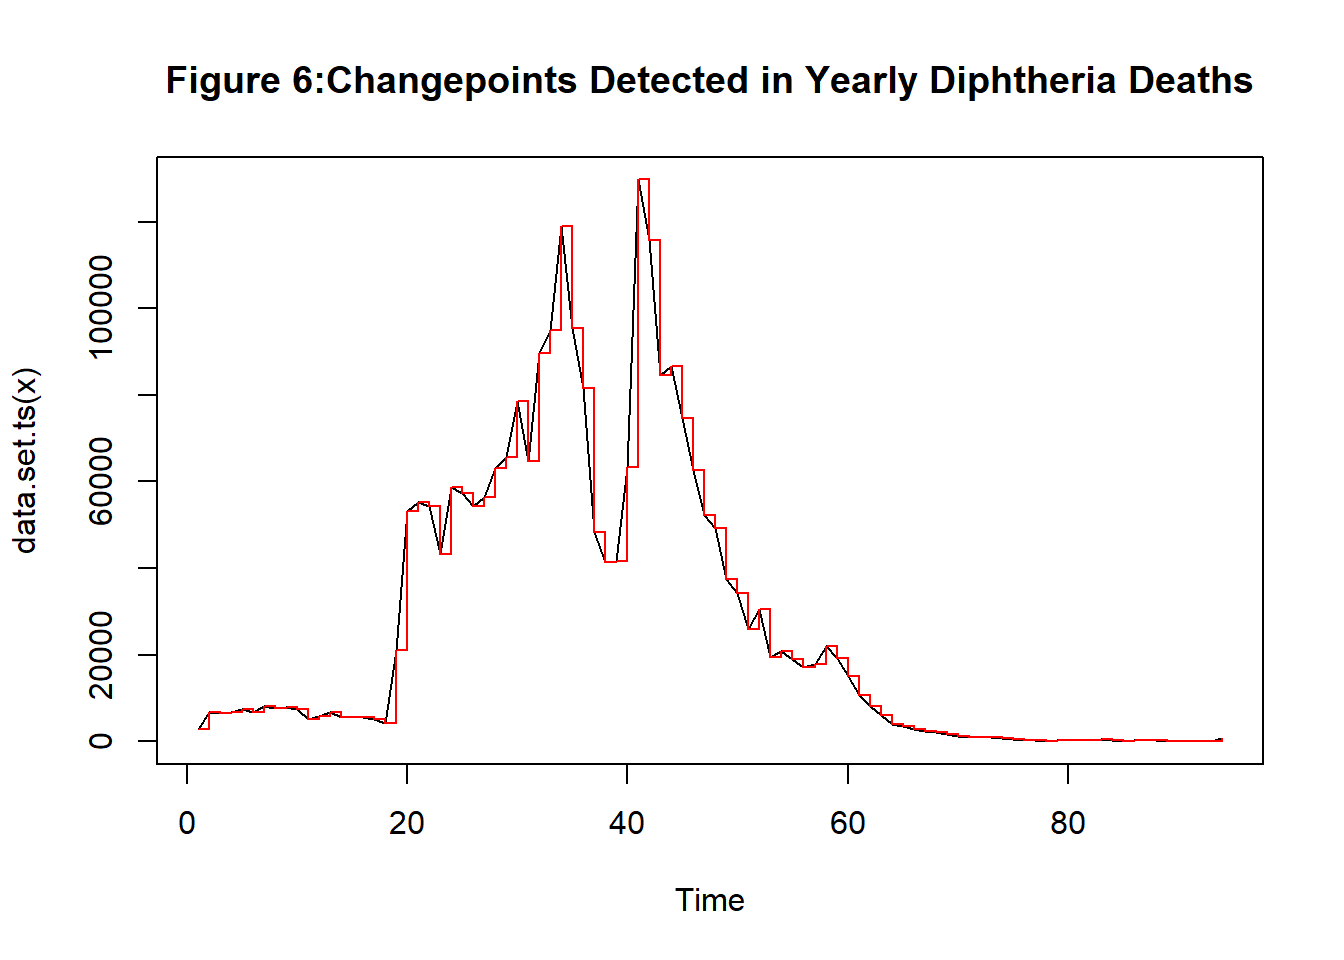 Figure 6:Changepoints Detected in Yearly Diphtheria Deaths
data.set.ts(x)
100000
60000
20000
0
0 20 40 60 80
Time